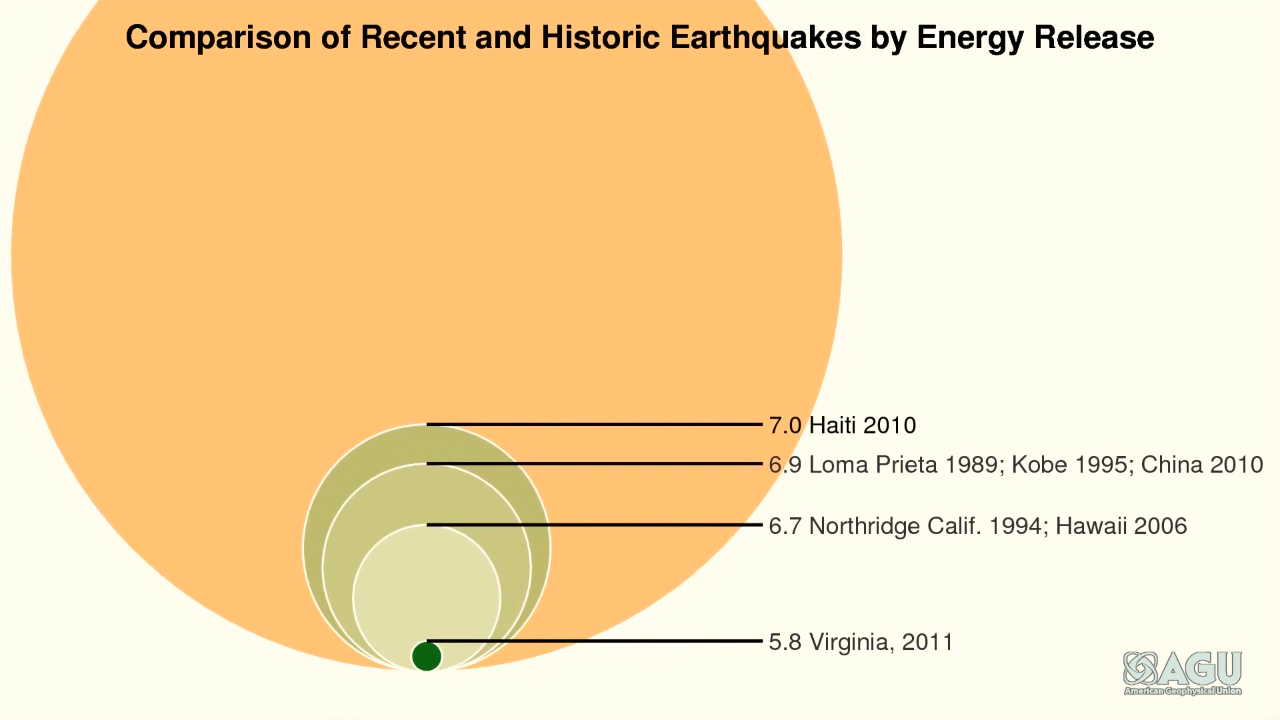 Comparison of Recent and Historic Earthquakes by Energy Release
7.0 Haiti 2010
6.9 Loma Prieta 1989; Kobe 1995; China 2010
6.7 Northridge Calif. 1994; Hawaii 2006
5.8 Virginia, 2011
AGU
American Geophysical Union